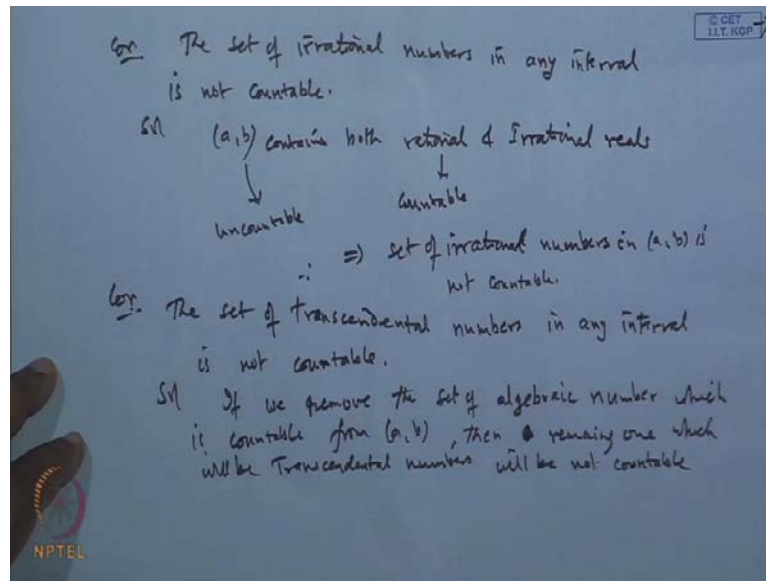 © CET
I.I.T. KGP
Cor. The set of irrational numbers in any interval
is not countable.
Sol (a,b) contains both rational & Irrational reals
↓ ↓
uncountable countable
∴ ⇒ set of irrational numbers in (a,b) is
not countable.
Cor. The set of Transcendental numbers in any interval
is not countable.
Sol If we remove the set of algebraic number which
is countable from (a,b), then remaining one which
will be Transcendental numbers will be not countable
NPTEL